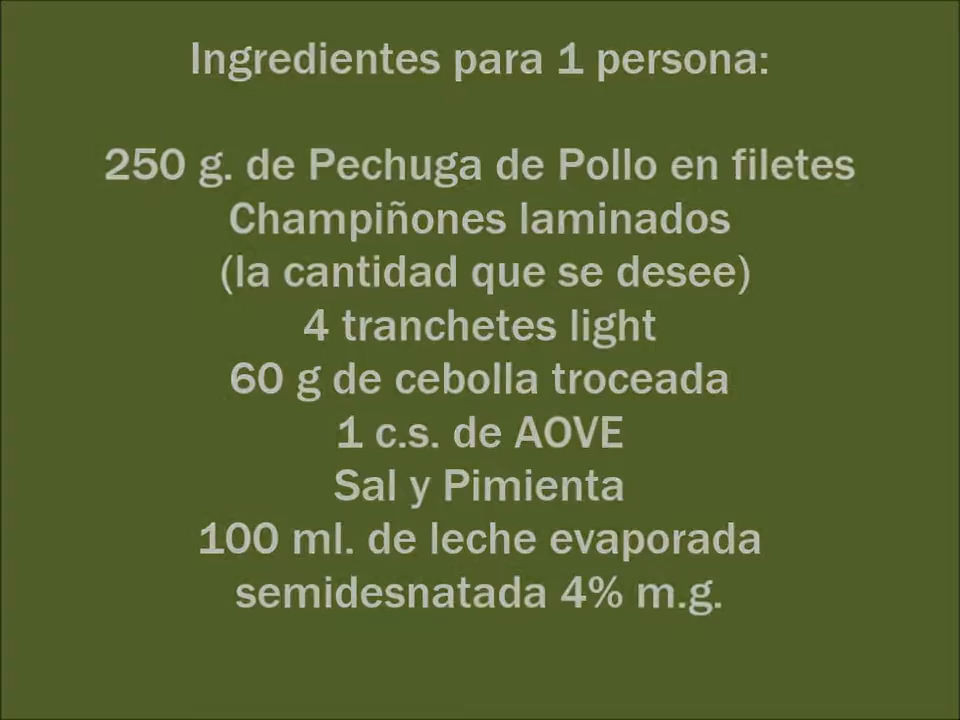 Ingredientes para 1 persona:
250 g. de Pechuga de Pollo en filetes
Champiñones laminados
(la cantidad que se desee)
4 tranchetes light
60 g de cebolla troceada
1 c.s. de AOVE
Sal y Pimienta
100 ml. de leche evaporada
semidesnatada 4% m.g.